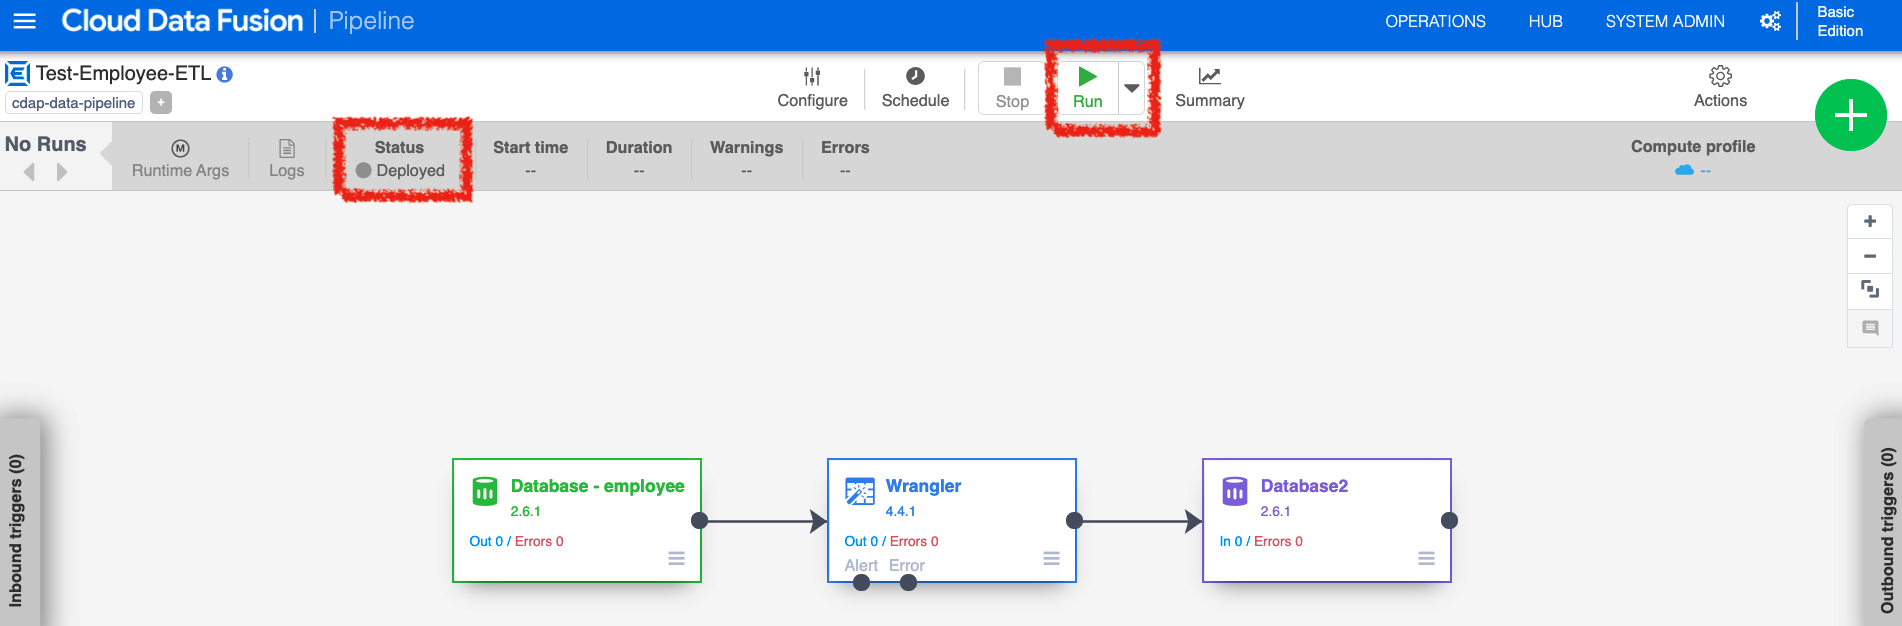 Cloud Data Fusion | Pipeline
OPERATIONS
HUB
SYSTEM ADMIN
Basic
Edition
Test-Employee-ETL
cdap-data-pipeline
+
Configure
Schedule
Stop
Run
Summary
Actions
No Runs
Runtime Args
Logs
Status
Deployed
Start time
--
Duration
--
Warnings
--
Errors
--
Compute profile
--
Inbound triggers (0)
Database - employee
2.6.1
Out 0 / Errors 0
Wrangler
4.4.1
Out 0 / Errors 0
Alert Error
Database2
2.6.1
In 0 / Errors 0
Outbound triggers (0)